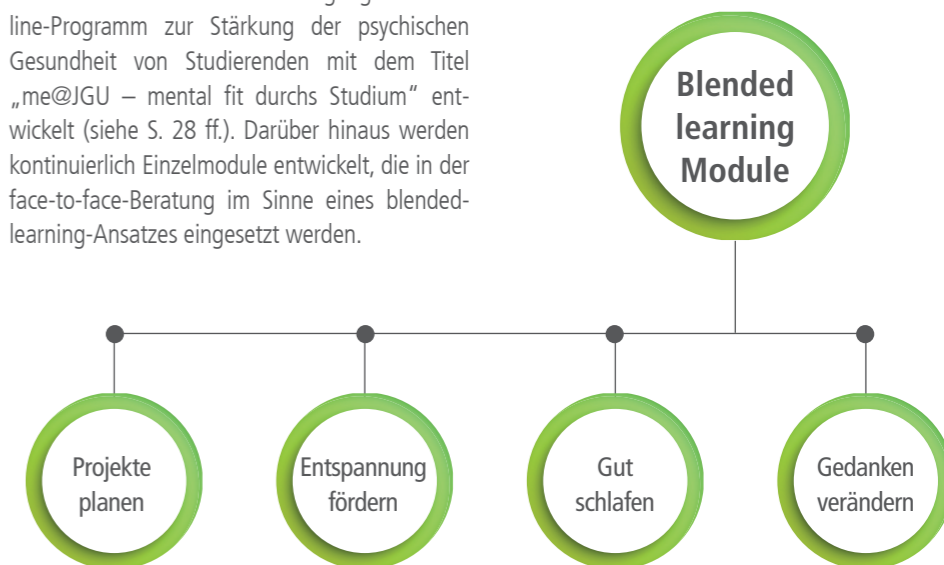 line-Programm zur Stärkung der psychischen
Gesundheit von Studierenden mit dem Titel
„me@JGU – mental fit durchs Studium“ ent-
wickelt (siehe S. 28 ff.). Darüber hinaus werden
kontinuierlich Einzelmodule entwickelt, die in der
face-to-face-Beratung im Sinne eines blended-
learning-Ansatzes eingesetzt werden.
Blended
learning
Module
Projekte
planen
Entspannung
fördern
Gut
schlafen
Gedanken
verändern